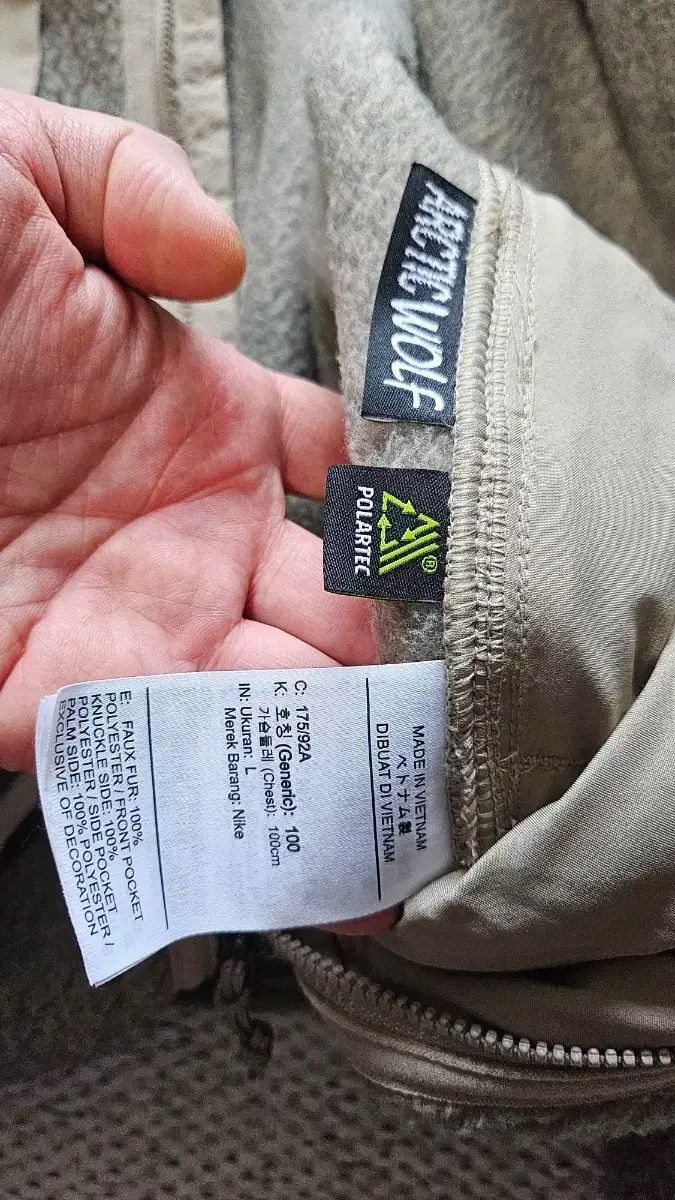 ARCTIC WOLF
POLARTEC
®
MADE IN VIETNAM
ベトナム製
DIBUAT DI VIETNAM
C: 175/92A
K: 호칭 (Generic): 100
가슴둘레 (Chest): 100cm
IN: Ukuran: L
Merek Barang: Nike
E: FAUX FUR: 100%
POLYESTER / FRONT POCKET
KNUCKLE SIDE: 100%
POLYESTER / SIDE POCKET
PALM SIDE: 100% POLYESTER /
EXCLUSIVE OF DECORATION